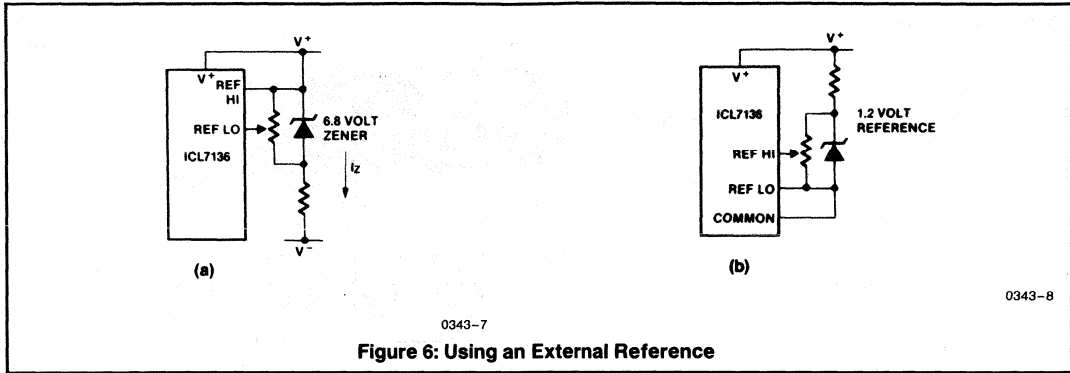 V+
V+
REF
HI
REF LO
ICL7136
6.8 VOLT
ZENER
IZ
V−
(a)
0343-7
V+
V+
ICL7136
1.2 VOLT
REFERENCE
REF HI
REF LO
COMMON
(b)
0343-8
Figure 6: Using an External Reference